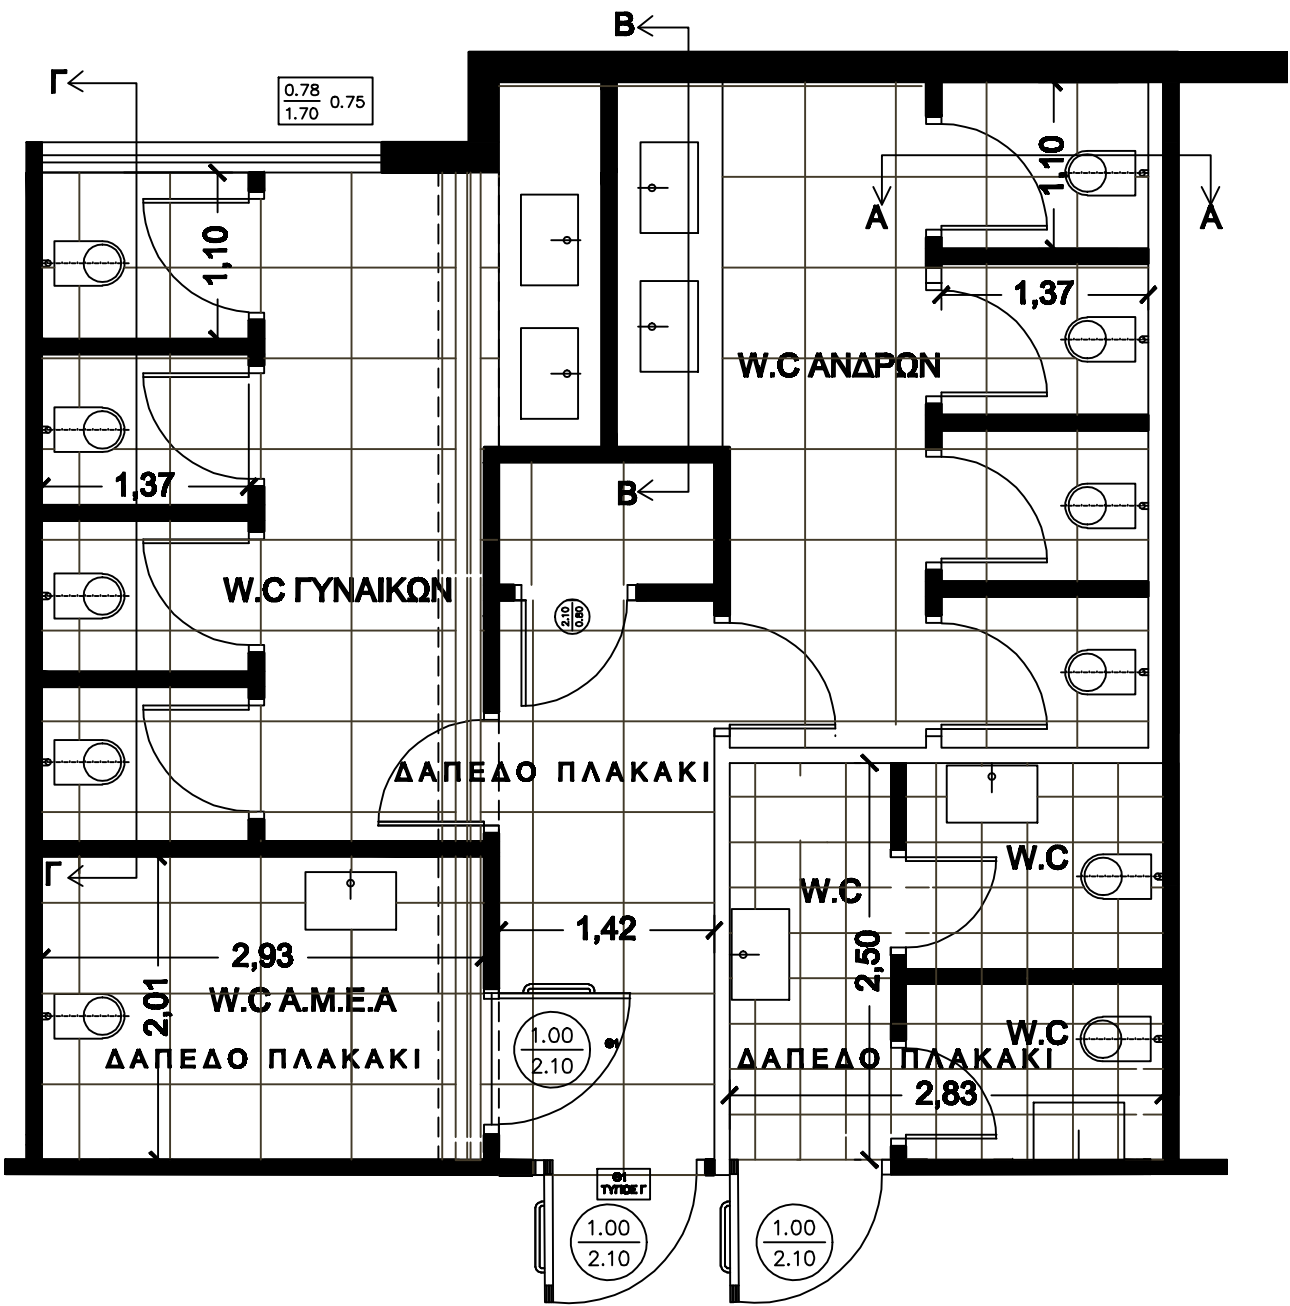 B
Γ
0.78
1.70 0.75
1,10
A
A
1,10
1,37
W.C ΑΝΔΡΩΝ
1,37
B
W.C ΓΥΝΑΙΚΩΝ
2.10
0.80
ΔΑΠΕΔΟ ΠΛΑΚΑΚΙ
Γ
W.C
W.C
1,42
2,93
2,50
2,01
W.C Α.Μ.Ε.Α
ΔΑΠΕΔΟ ΠΛΑΚΑΚΙ
1.00
2.10
W.C
ΔΑΠΕΔΟ ΠΛΑΚΑΚΙ
2,83
Θ1
ΤΥΠΟΣ Γ
1.00
2.10
1.00
2.10